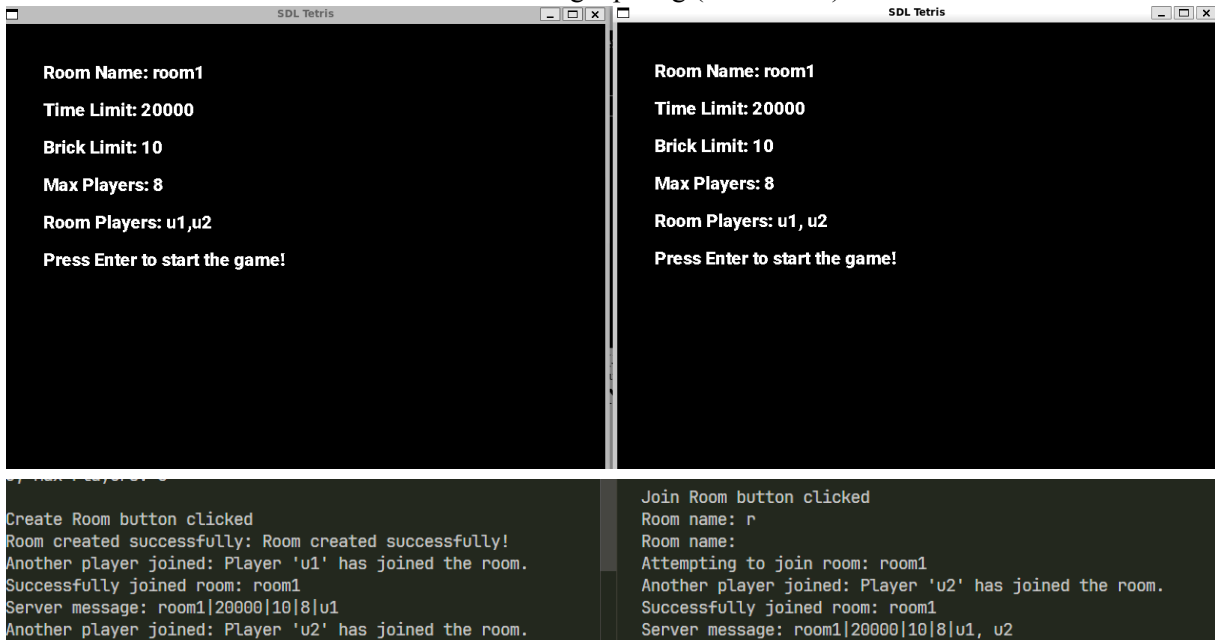 SDL Tetris
Room Name: room1
Time Limit: 20000
Brick Limit: 10
Max Players: 8
Room Players: u1,u2
Press Enter to start the game!
SDL Tetris
Room Name: room1
Time Limit: 20000
Brick Limit: 10
Max Players: 8
Room Players: u1, u2
Press Enter to start the game!
Create Room button clicked
Room created successfully: Room created successfully!
Another player joined: Player 'u1' has joined the room.
Successfully joined room: room1
Server message: room1|20000|10|8|u1
Another player joined: Player 'u2' has joined the room.
Join Room button clicked
Room name: r
Room name:
Attempting to join room: room1
Another player joined: Player 'u2' has joined the room.
Successfully joined room: room1
Server message: room1|20000|10|8|u1, u2